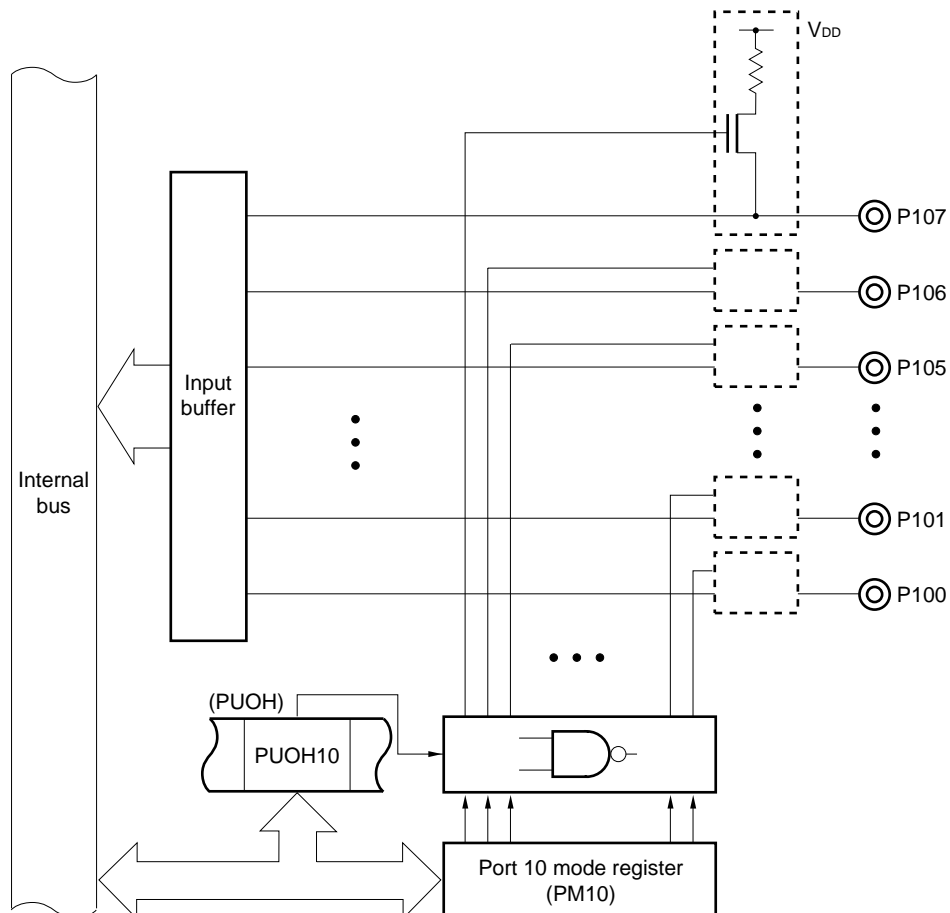 VDD
P107
P106
P105
Input
buffer
Internal
bus
P101
P100
(PUOH)
PUOH10
Port 10 mode register
(PM10)